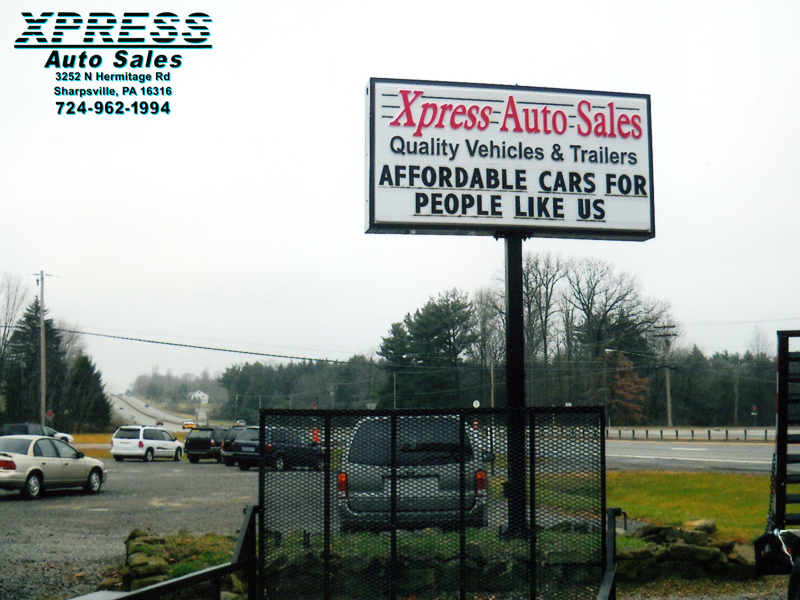 XPRESS
Auto Sales
3252 N Hermitage Rd
Sharpsville, PA 16316
724-962-1994
Xpress Auto Sales
Quality Vehicles & Trailers
AFFORDABLE CARS FOR
PEOPLE LIKE US